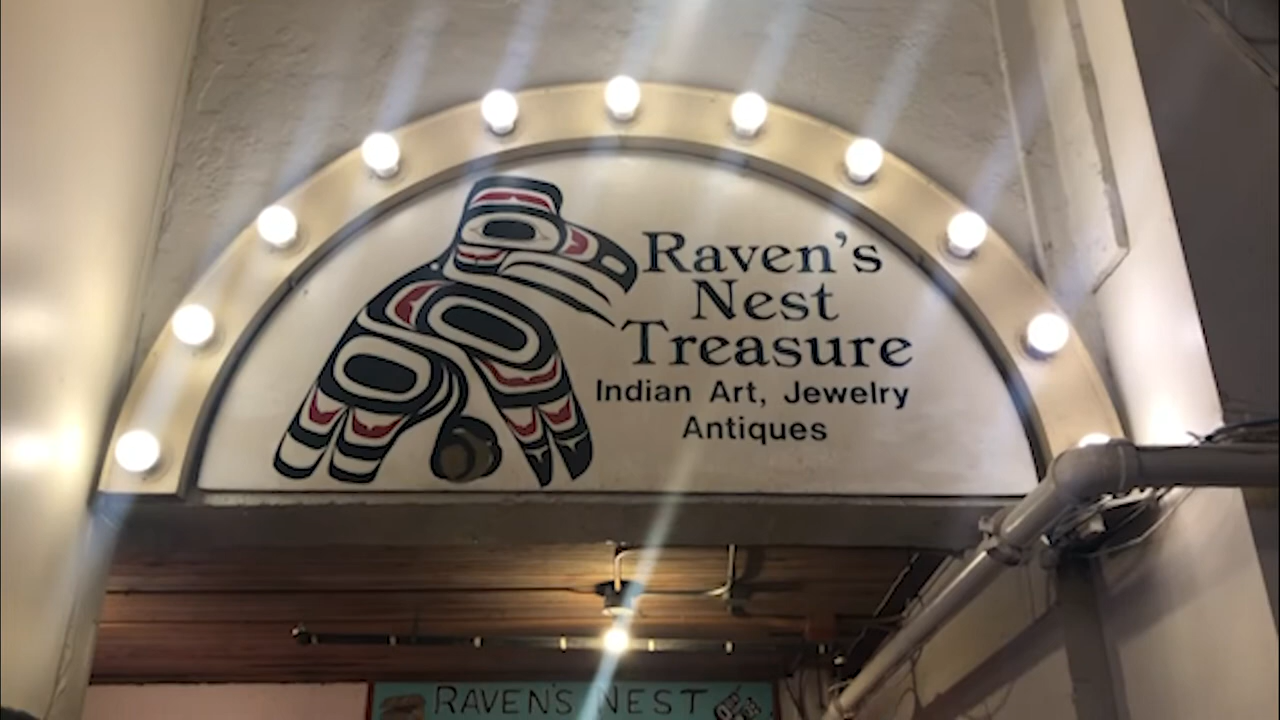 Raven's
Nest
Treasure
Indian Art, Jewelry
Antiques
RAVEN'S NEST